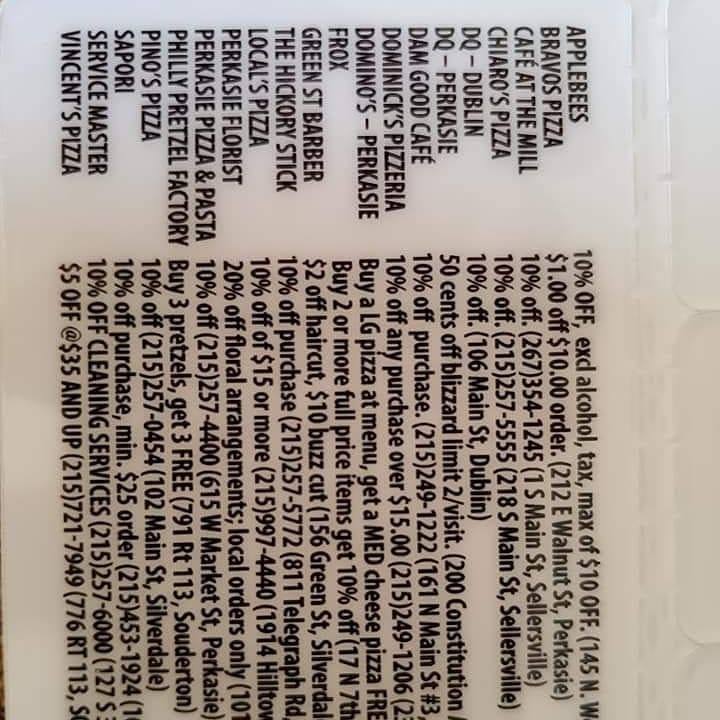 APPLEBEES 10% OFF, excl alcohol, tax, max of $10 OFF. (145 N. W
BRAVOS PIZZA $1.00 off $10.00 order. (212 E Walnut St, Perkasie)
CAFÉ AT THE MILL 10% off. (267)354-1245 (1 S Main St, Sellersville)
CHIARO'S PIZZA 10% off. (215)257-5555 (218 S Main St, Sellersville)
DQ – DUBLIN 10% off. (106 Main St, Dublin)
DQ – PERKASIE 50 cents off blizzard limit 2/visit. (200 Constitution
DAM GOOD CAFÉ 10% off purchase. (215)249-1222 (161 N Main St #3,
DOMINICK'S PIZZERIA 10% off any purchase over $15.00 (215)249-1206 (2
DOMINO'S – PERKASIE Buy a LG pizza at menu, get a MED cheese pizza FRE
FROX Buy 2 or more full price items get 10% off (17 N 7th
GREEN ST BARBER $2 off haircut, $10 buzz cut (156 Green St, Silverdal
THE HICKORY STICK 10% off purchase (215)257-5772 (811 Telegraph Rd,
LOCAL'S PIZZA 10% off of $15 or more (215)997-4440 (1914 Hilltow
PERKASIE FLORIST 20% off floral arrangements; local orders only (101
PERKASIE PIZZA & PASTA 10% off (215)257-4400 (615 W Market St, Perkasie)
PHILLY PRETZEL FACTORY Buy 3 pretzels, get 3 FREE (791 Rt 113, Souderton)
PINO'S PIZZA 10% off (215)257-0454 (102 Main St, Silverdale)
SAPORI 10% off purchase, min. $25 order (215)453-1924 (1
SERVICE MASTER 10% OFF CLEANING SERVICES (215)257-6000 (127 S
VINCENT'S PIZZA $5 OFF @$35 AND UP (215)721-7949 (776 RT 113, S